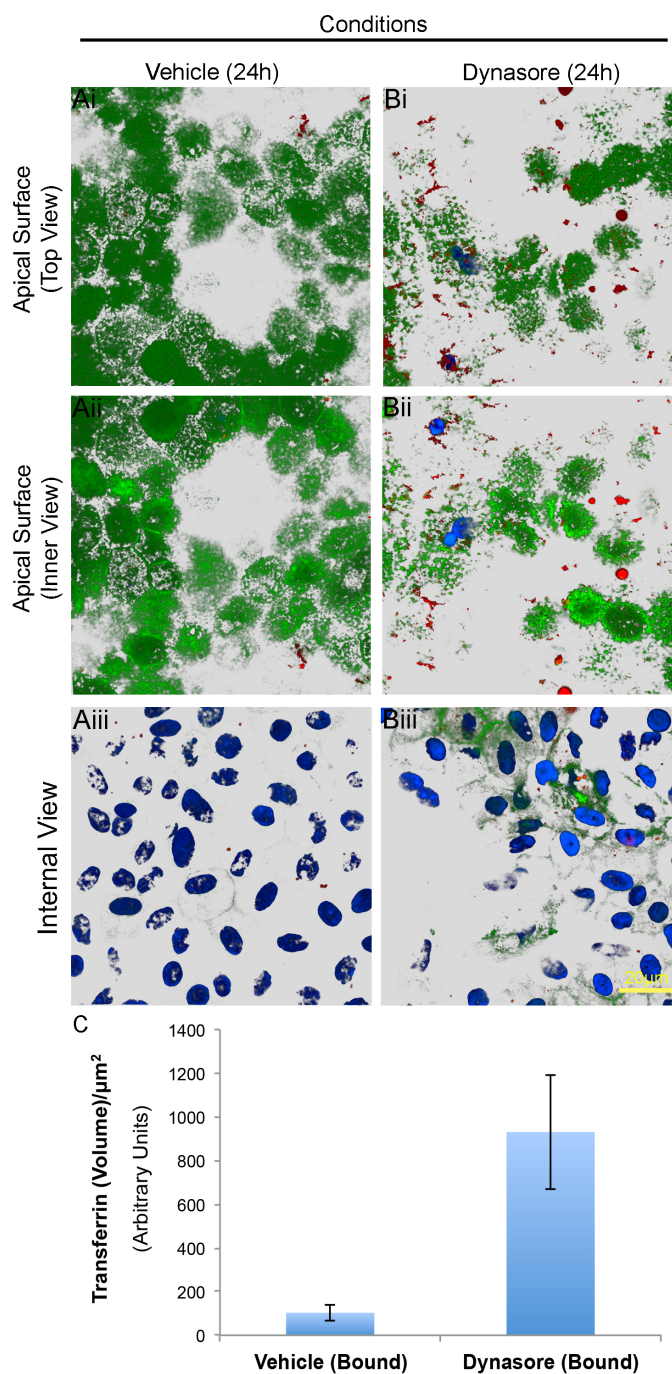 Conditions
Vehicle (24h)
Dynasore (24h)
Ai
Bi
Apical Surface
(Top View)
Aii
Bii
Apical Surface
(Inner View)
Aiii
Biii
Internal View
20µm
C
Transferrin (Volume)/µm²
(Arbitrary Units)
1400
1200
1000
800
600
400
200
0
Vehicle (Bound)
Dynasore (Bound)